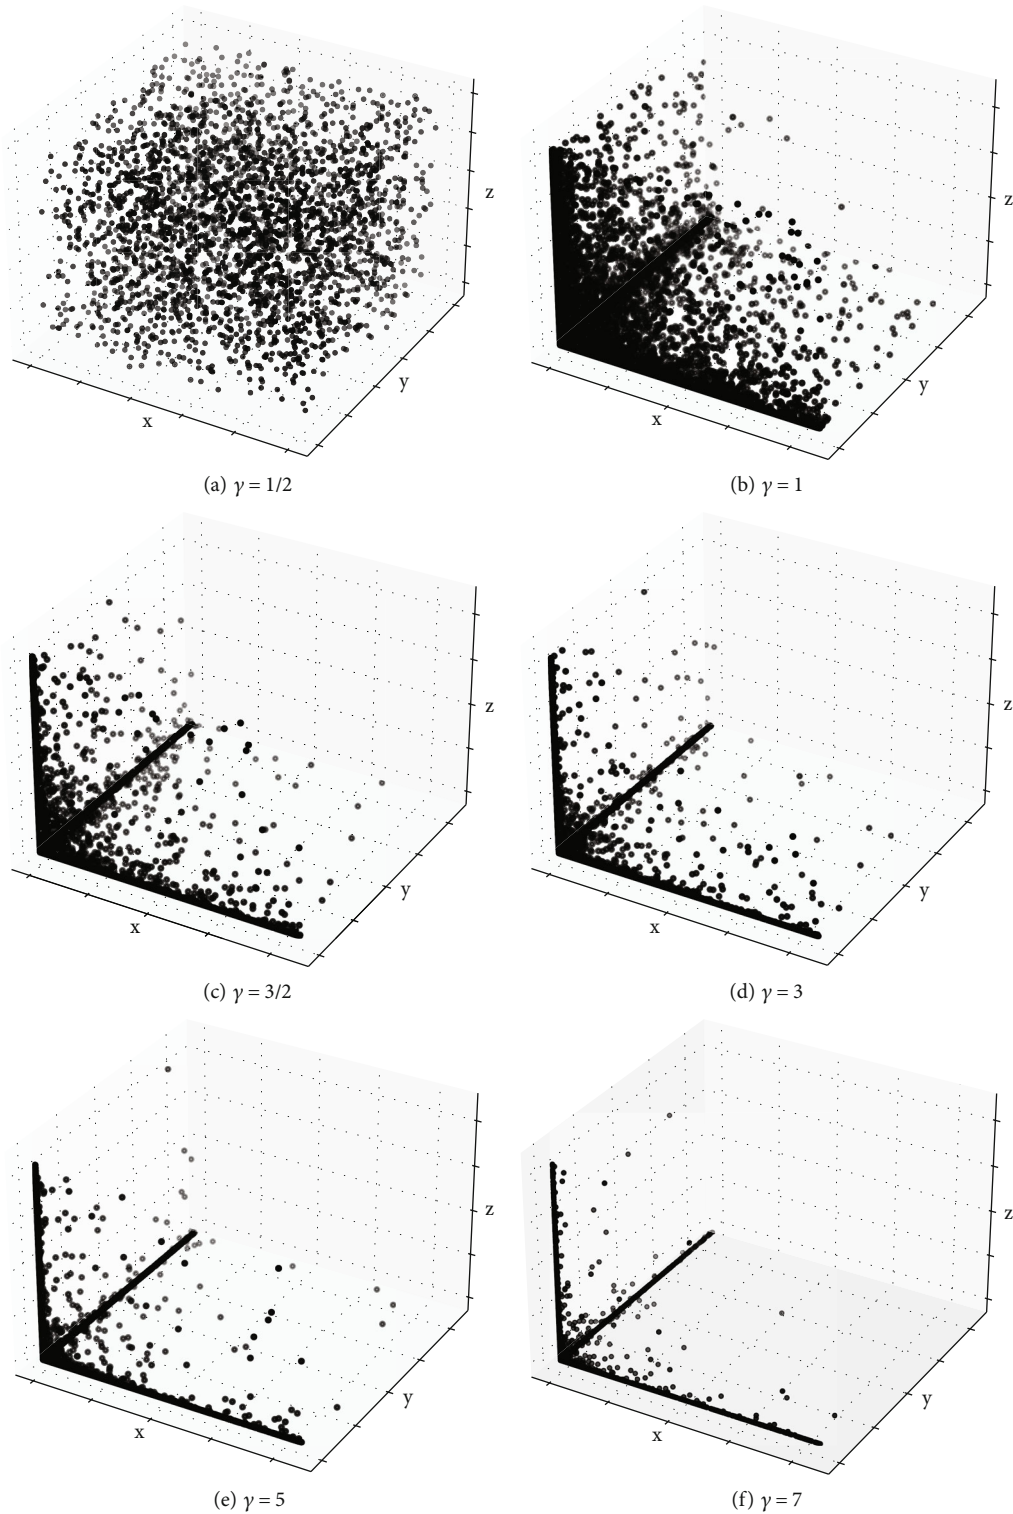 z
y
x
(a) γ = 1/2
z
y
x
(b) γ = 1
z
y
x
(c) γ = 3/2
z
y
x
(d) γ = 3
z
y
x
(e) γ = 5
z
y
x
(f) γ = 7